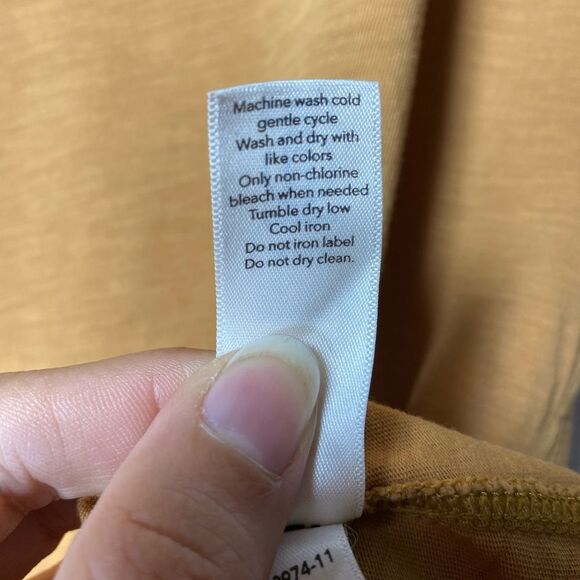 Machine wash cold
gentle cycle
Wash and dry with
like colors
Only non-chlorine
bleach when needed
Tumble dry low
Cool iron
Do not iron label
Do not dry clean.